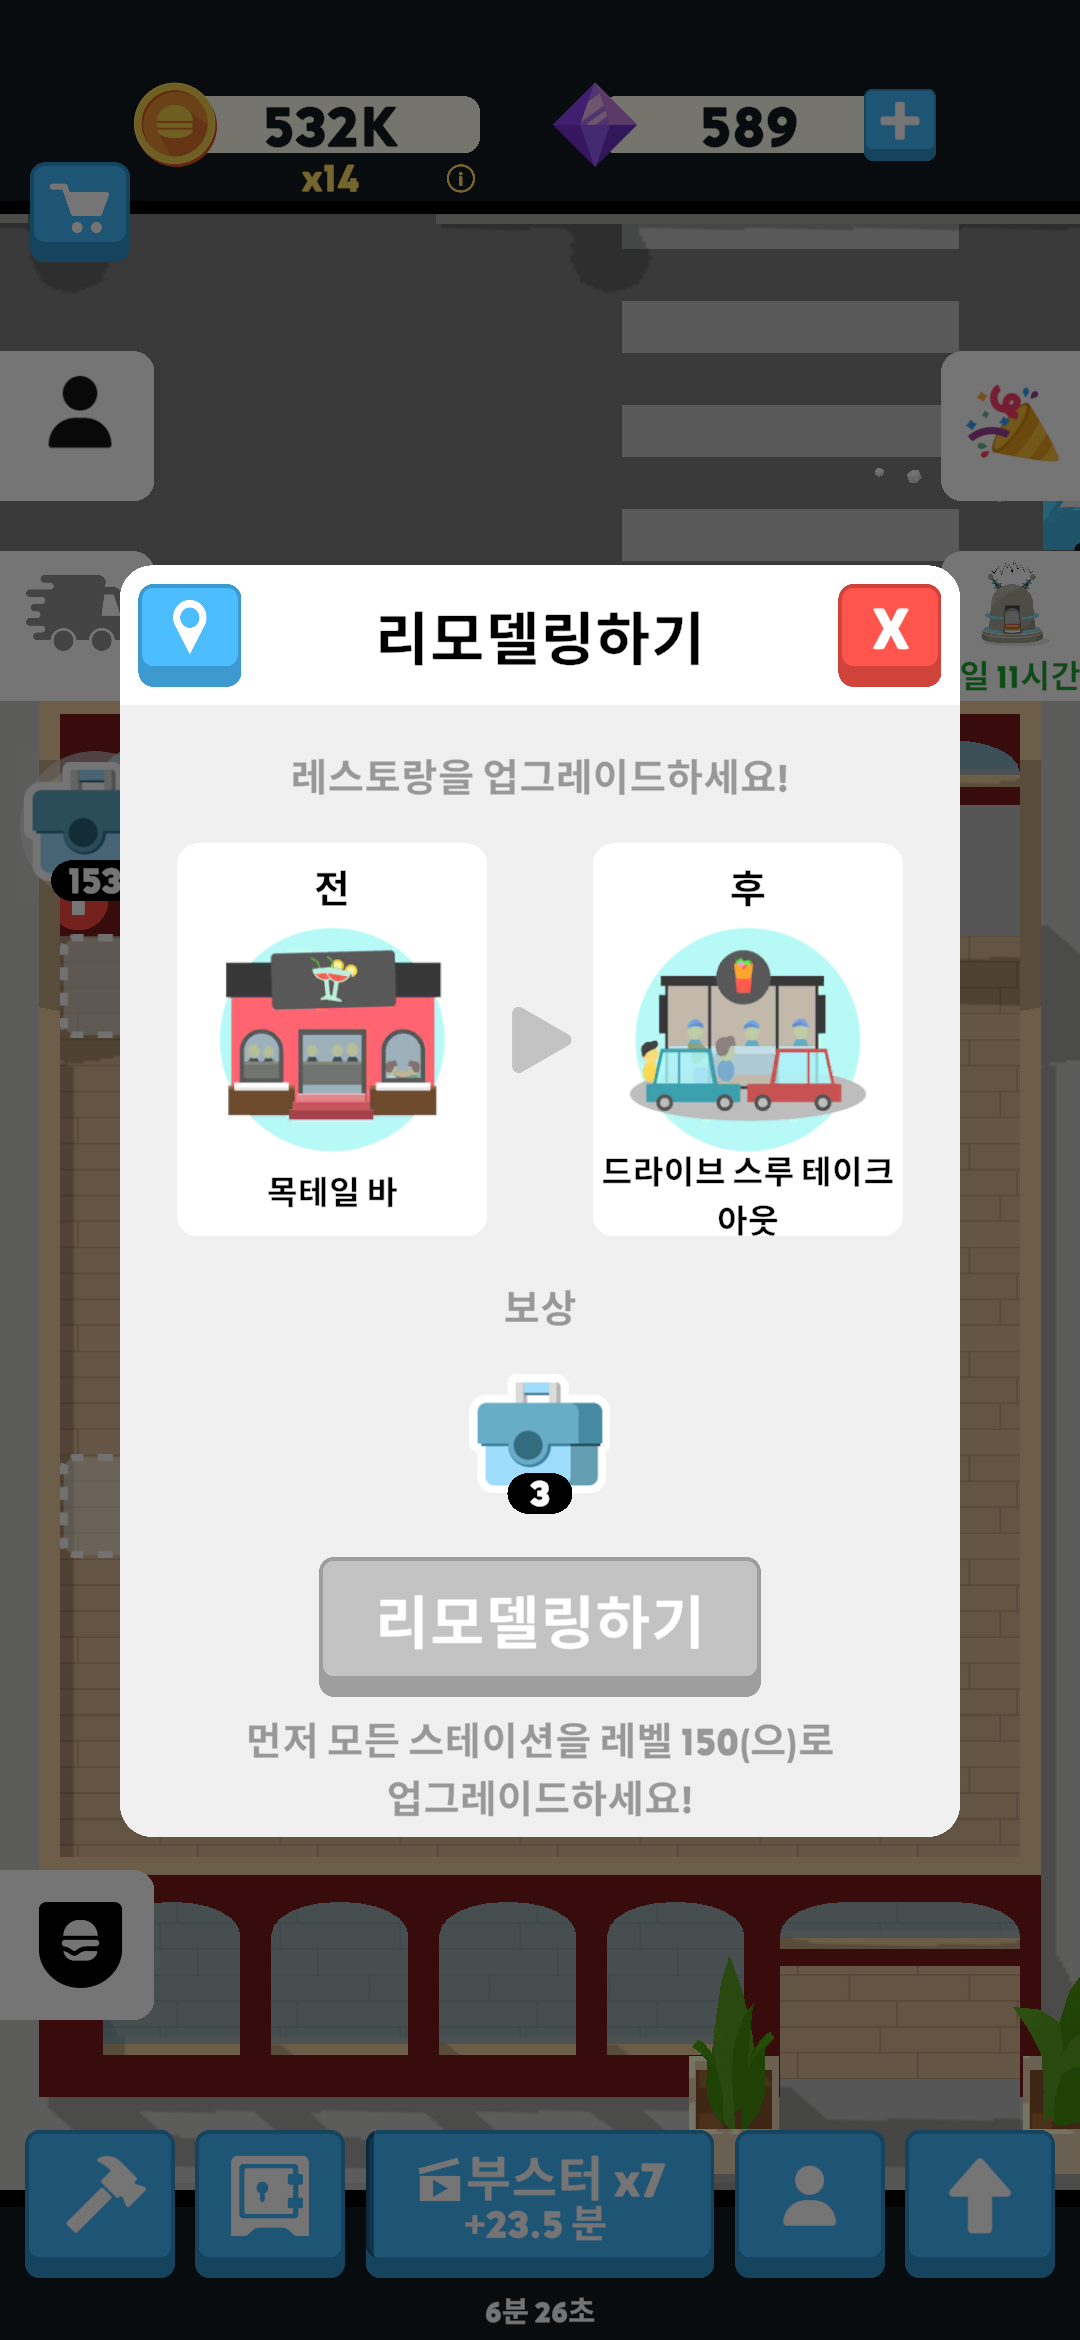 532K
589
x14
i
리모델링하기
X
일 11시간
레스토랑을 업그레이드하세요!
153
전
후
목테일 바
드라이브 스루 테이크
아웃
보상
3
리모델링하기
먼저 모든 스테이션을 레벨 150(으)로
업그레이드하세요!
부스터 x7
+23.5 분
6분 26초